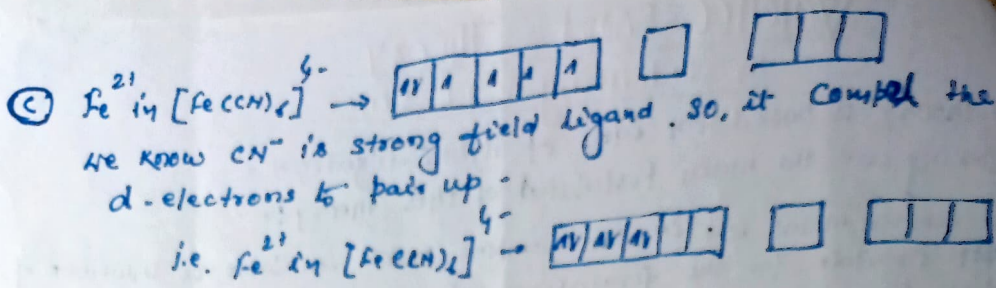 (c) Fe²⁺ in [Fe(CN)₆]⁴⁻ → [↑↓|↑|↑|↑|↑] [ ] [ | | ]
We know CN⁻ is strong field ligand. So, it compel the
d-electrons to pair up.
i.e. Fe²⁺ in [Fe(CN)₆]⁴⁻ → [↑↓|↑↓|↑↓| | ] [ ] [ | | ]